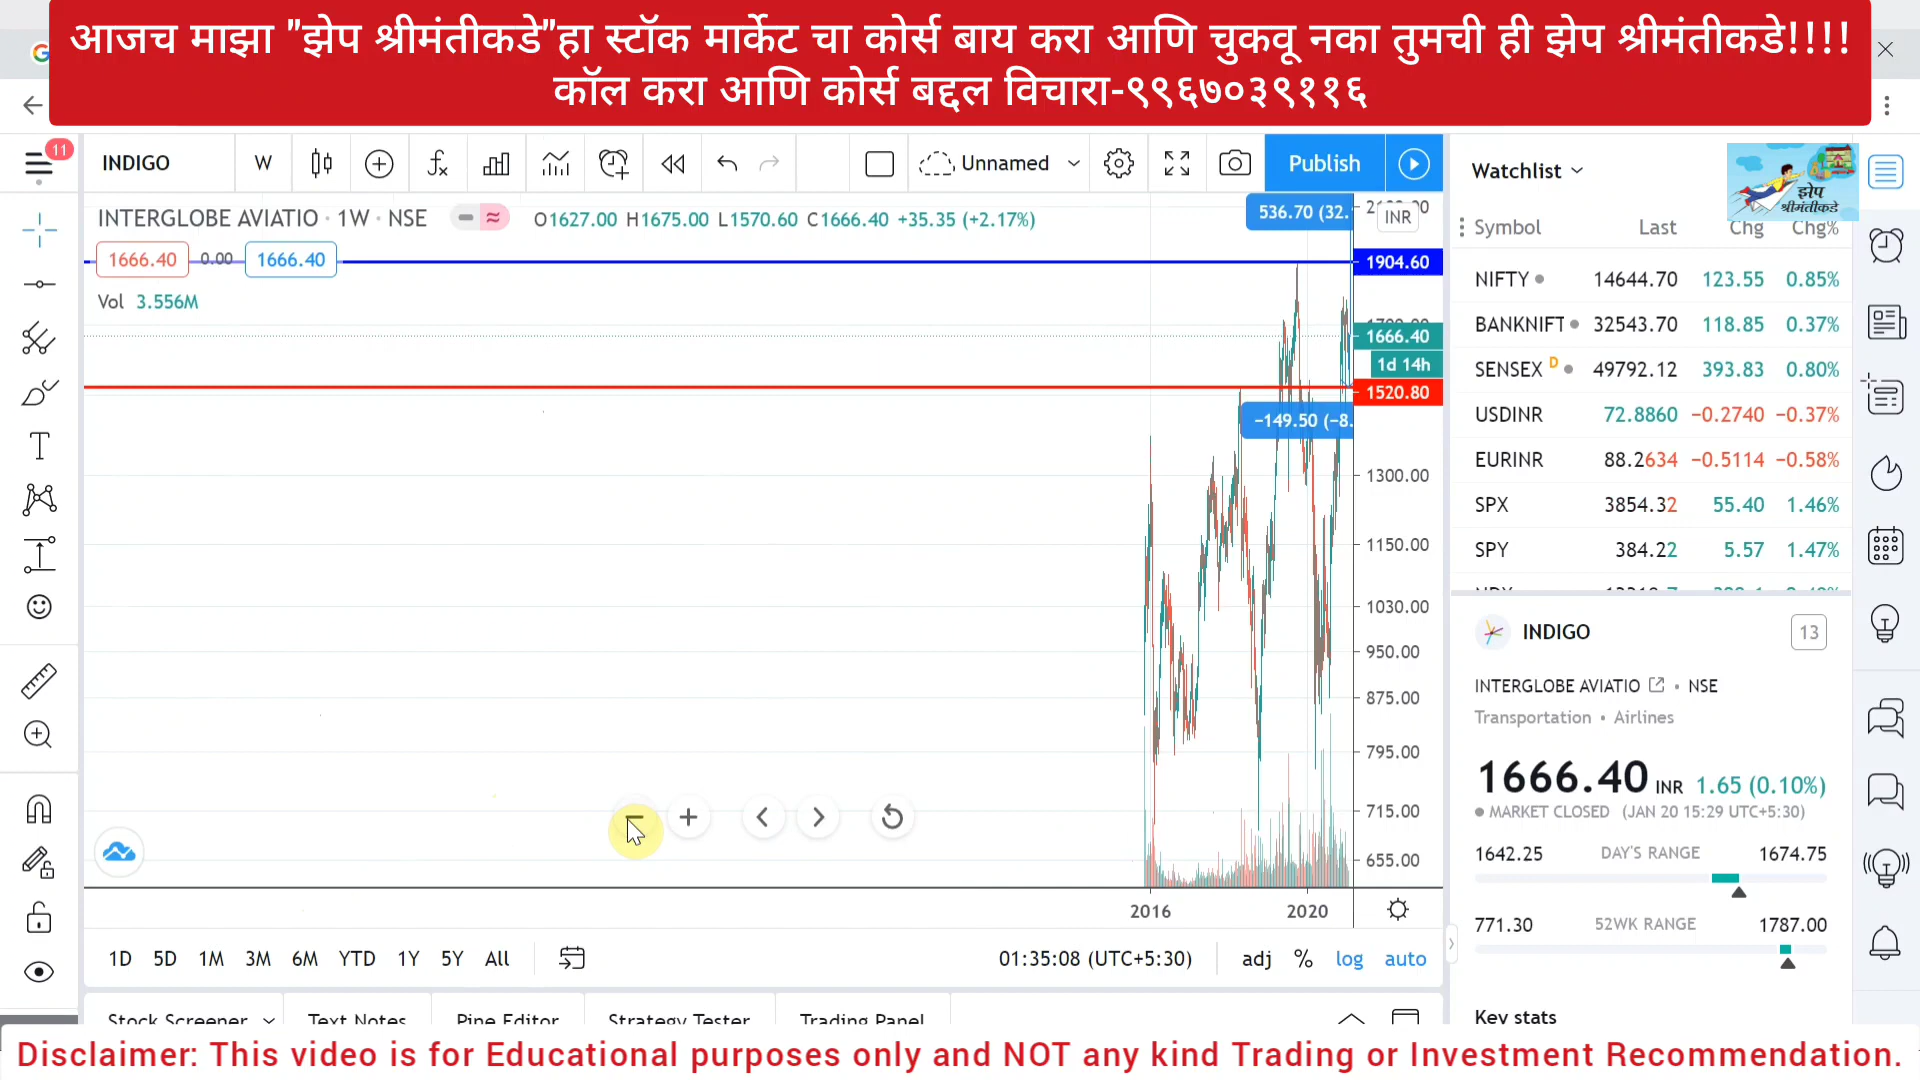 आजच माझा "झेप श्रीमंतीकडे"हा स्टॉक मार्केट चा कोर्स बाय करा आणि चुकवू नका तुमची ही झेप श्रीमंतीकडे!!!!
कॉल करा आणि कोर्स बद्दल विचारा-९९६७०३९११६
11
INDIGO W Unnamed Publish
INTERGLOBE AVIATIO · 1W · NSE O1627.00 H1675.00 L1570.60 C1666.40 +35.35 (+2.17%)
1666.40 0.00 1666.40
Vol 3.556M
536.70 (32.
INR
1904.60
1666.40
1d 14h
1520.80
−149.50 (−8.
1300.00
1150.00
1030.00
950.00
875.00
795.00
715.00
655.00
2016 2020
1D 5D 1M 3M 6M YTD 1Y 5Y All 01:35:08 (UTC+5:30) adj % log auto
Stock Screener Text Notes Pine Editor Strategy Tester Trading Panel
Watchlist
झेप
श्रीमंतीकडे
Symbol Last Chg Chg%
NIFTY 14644.70 123.55 0.85%
BANKNIFT 32543.70 118.85 0.37%
SENSEX D 49792.12 393.83 0.80%
USDINR 72.8860 −0.2740 −0.37%
EURINR 88.2634 −0.5114 −0.58%
SPX 3854.32 55.40 1.46%
SPY 384.22 5.57 1.47%
INDIGO 13
INTERGLOBE AVIATIO • NSE
Transportation • Airlines
1666.40 INR 1.65 (0.10%)
MARKET CLOSED (JAN 20 15:29 UTC+5:30)
1642.25 DAY'S RANGE 1674.75
771.30 52WK RANGE 1787.00
Key stats
Disclaimer: This video is for Educational purposes only and NOT any kind Trading or Investment Recommendation.